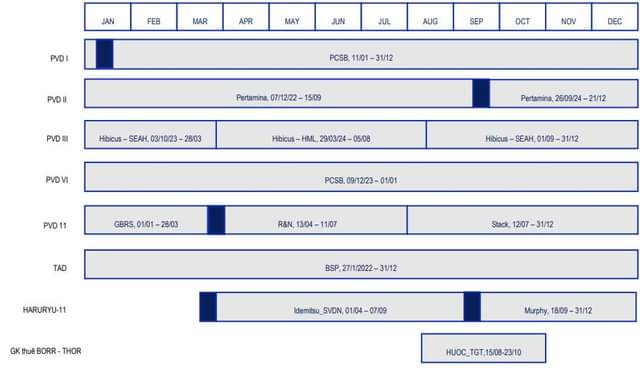 JAN FEB MAR APR MAY JUN JUL AUG SEP OCT NOV DEC
PVD I PCSB, 11/01 – 31/12
PVD II Pertamina, 07/12/22 – 15/09 Pertamina, 26/09/24 – 21/12
PVD III Hibicus – SEAH, 03/10/23 – 28/03 Hibicus – HML, 29/03/24 – 05/08 Hibicus – SEAH, 01/09 – 31/12
PVD VI PCSB, 09/12/23 – 01/01
PVD 11 GBRS, 01/01 – 28/03 R&N, 13/04 – 11/07 Stack, 12/07 – 31/12
TAD BSP, 27/1/2022 – 31/12
HARURYU-11 Idemitsu_SVDN, 01/04 – 07/09 Murphy, 18/09 – 31/12
GK thuê BORR - THOR HUOC_TGT,15/08-23/10